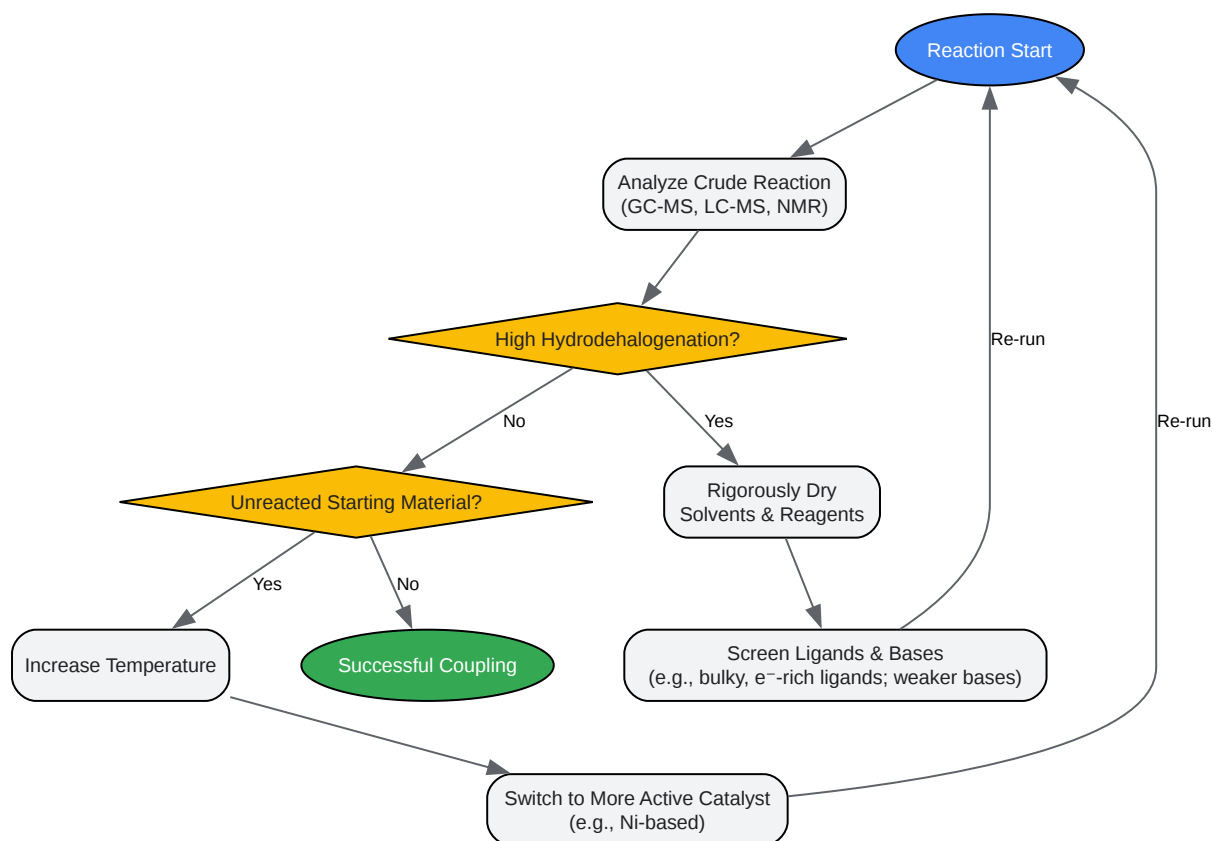 Reaction Start
Analyze Crude Reaction
(GC-MS, LC-MS, NMR)
High Hydrodehalogenation?
Re-run
Re-run
No
Yes
Unreacted Starting Material?
Rigorously Dry
Solvents & Reagents
Yes
No
Increase Temperature
Successful Coupling
Screen Ligands & Bases
(e.g., bulky, e⁻-rich ligands; weaker bases)
Switch to More Active Catalyst
(e.g., Ni-based)